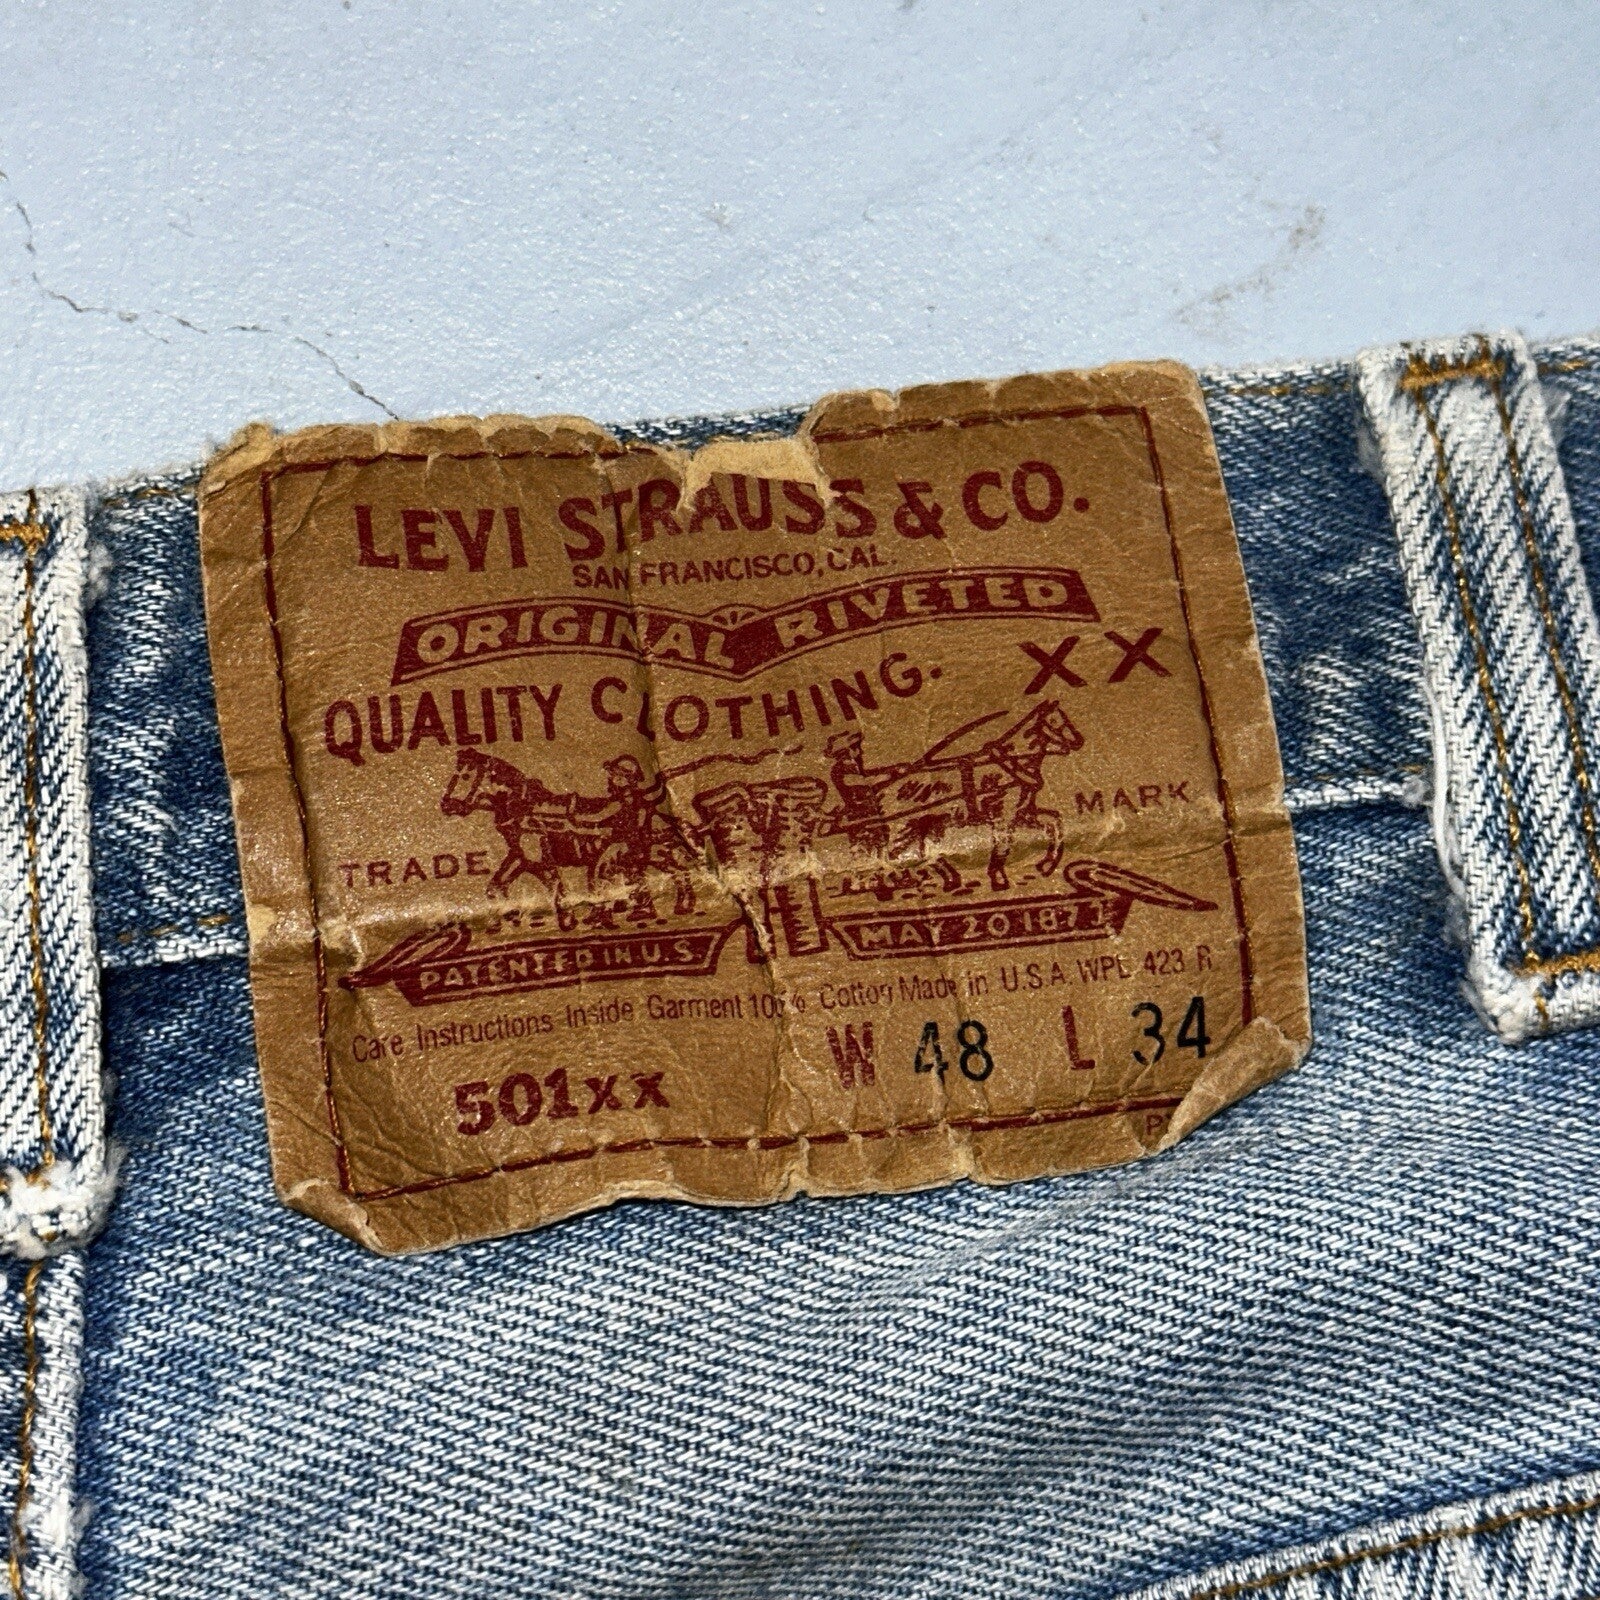 LEVI STRAUSS & CO.
SAN FRANCISCO, CAL.
ORIGINAL RIVETED
QUALITY CLOTHING. XX
TRADE MARK
PATENTED IN U.S. MAY 20 1873
Care Instructions Inside Garment 100% Cotton Made in U.S.A. WPL 423 R
W 48 L 34
501xx